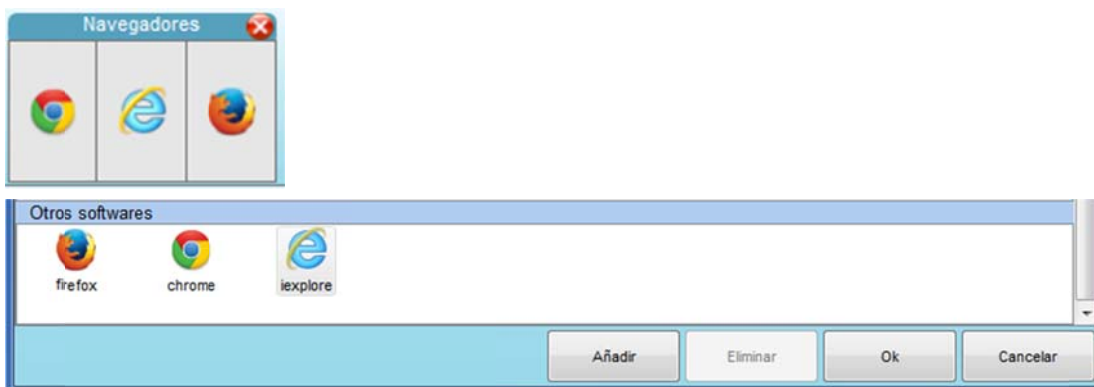 Navegadores
Otros softwares
firefox chrome iexplore
Añadir Eliminar Ok Cancelar